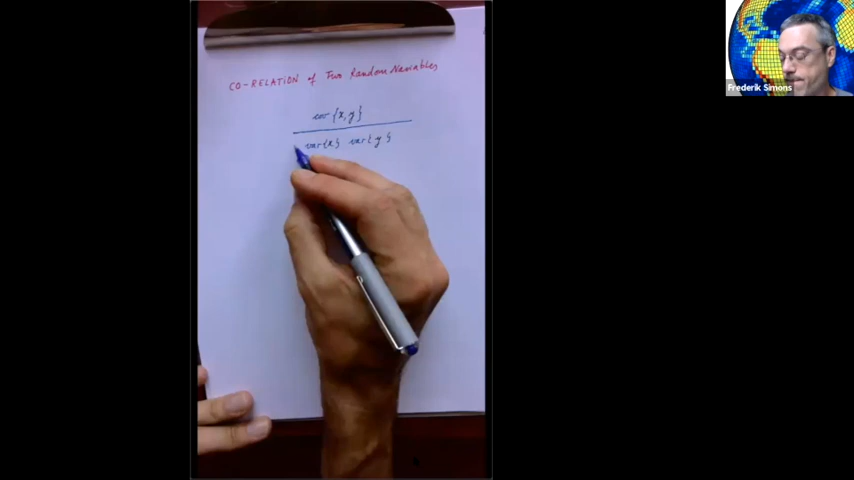 CO-RELATION of Two Random Variables
cov {x, y}
var {x} var { y }
Frederik Simons